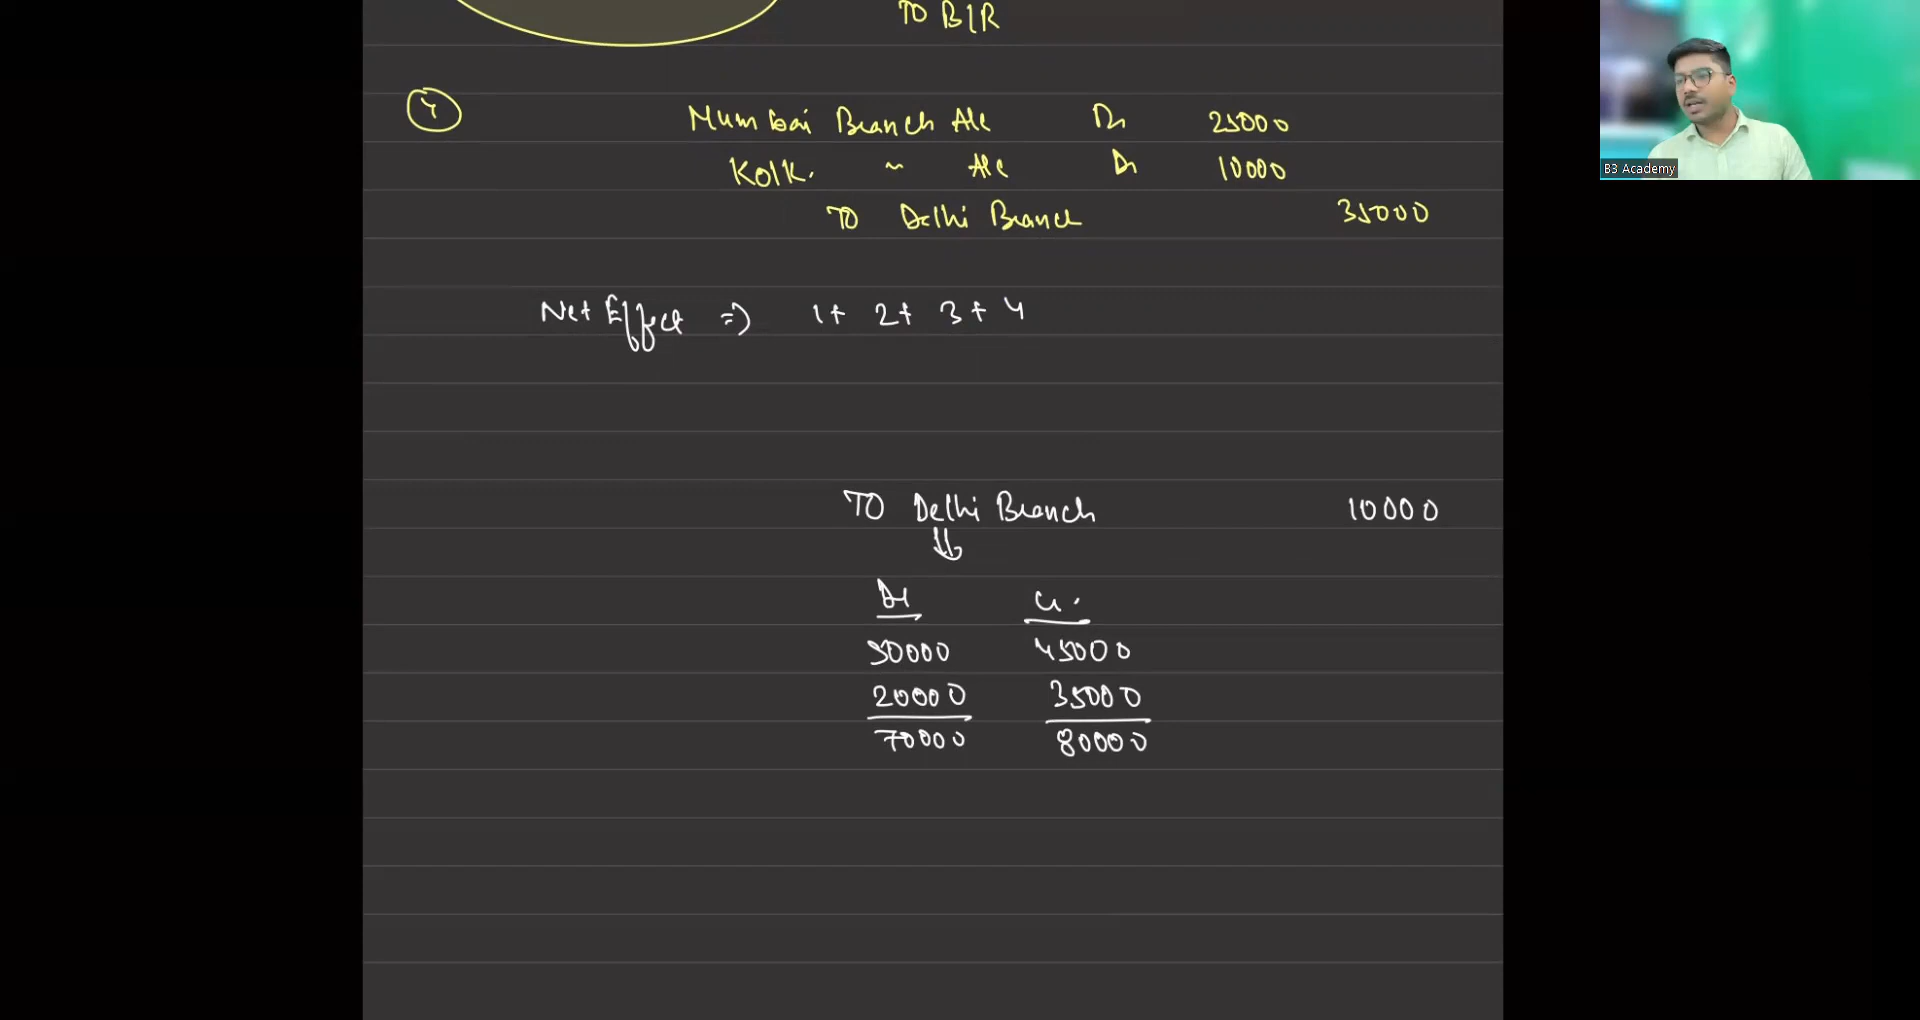 TO B/R
4
Mumbai Branch A/c Dr 25000
Kolk. ~ A/c Dr 10000
TO Delhi Branch 35000
Net Effect => 1+ 2+ 3+ 4
TO Delhi Branch 10000
Dr Cr.
50000 45000
20000 35000
70000 80000
B3 Academy